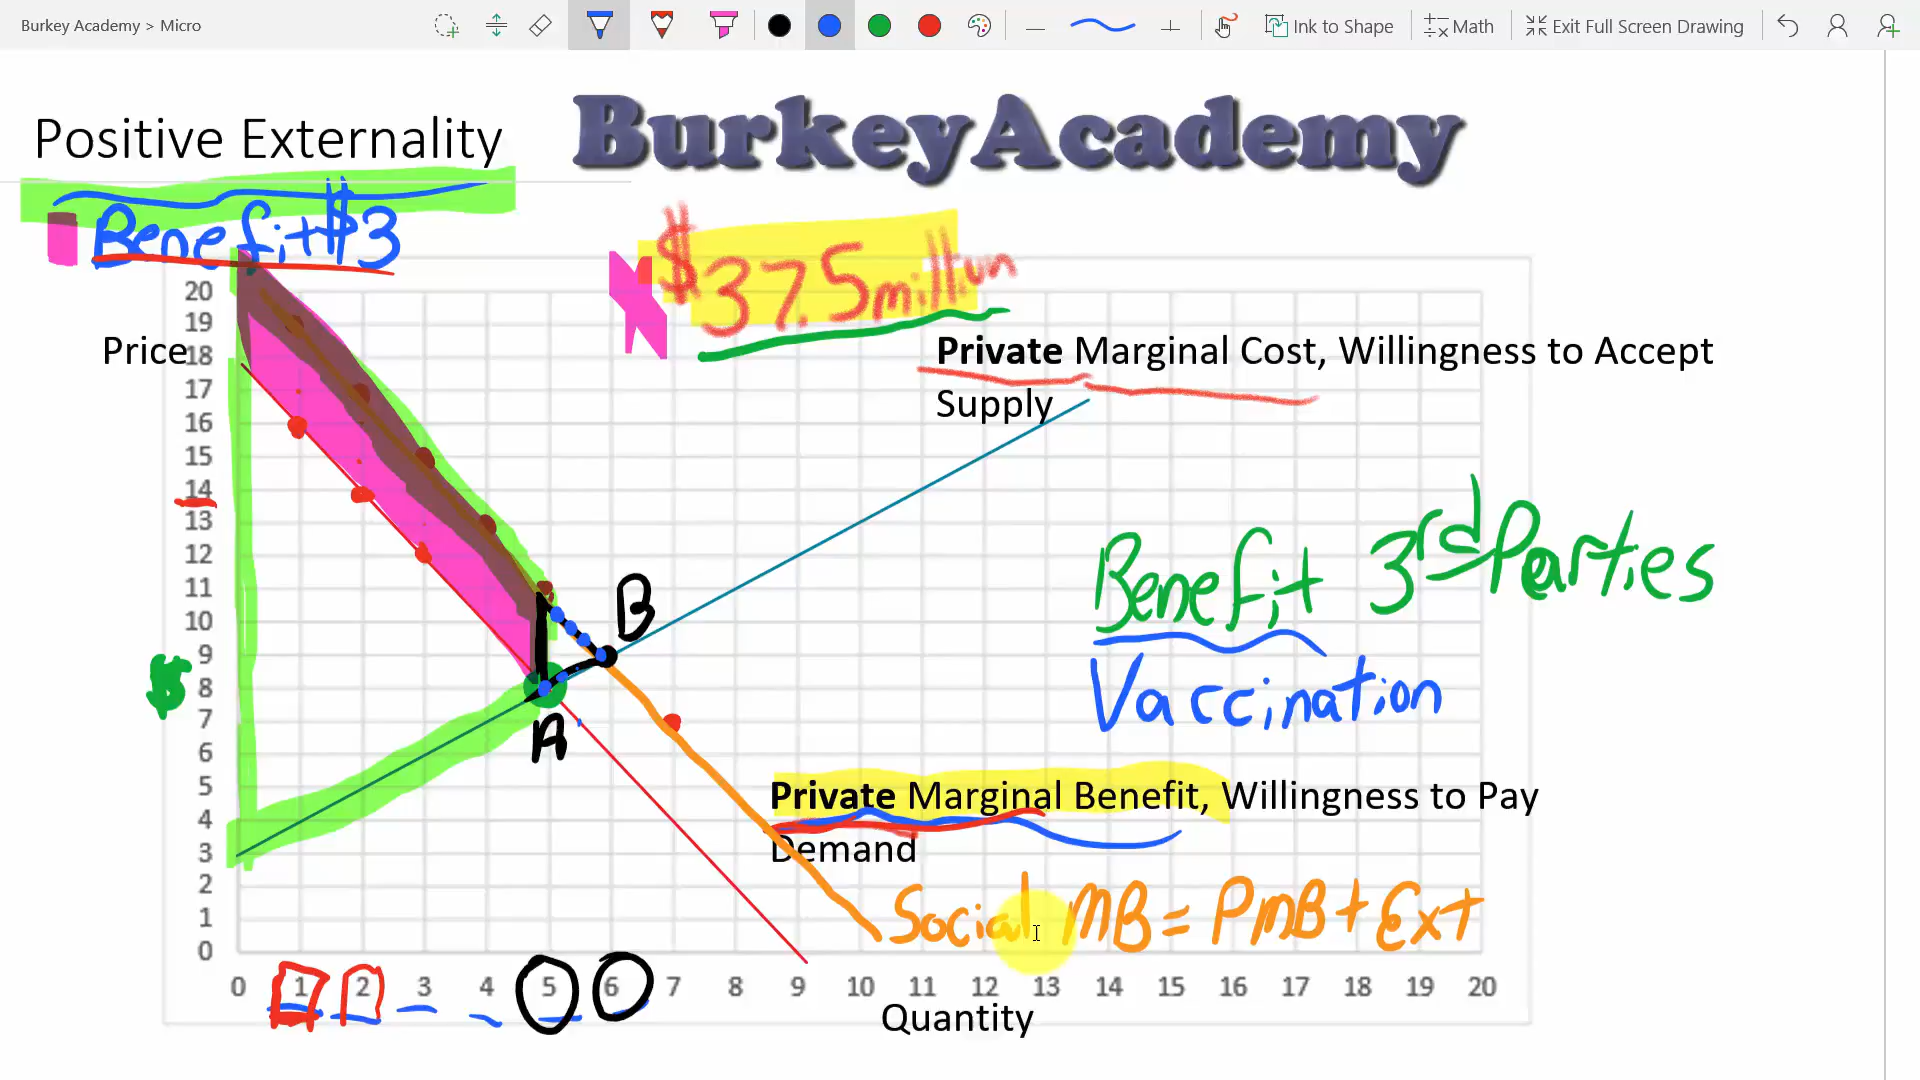 Burkey Academy > Micro
Ink to Shape
Math
Exit Full Screen Drawing
Positive Externality
BurkeyAcademy
Benefit $3
$37.5 million
Price
20
19
18
17
16
15
14
13
12
11
10
9
8
7
6
5
4
3
2
1
0
$
Private Marginal Cost, Willingness to Accept
Supply
Benefit 3rd Parties
Vaccination
B
A
Private Marginal Benefit, Willingness to Pay
Demand
Social MB = PMB + Ext
0 1 2 3 4 5 6 7 8 9 10 11 12 13 14 15 16 17 18 19 20
Quantity